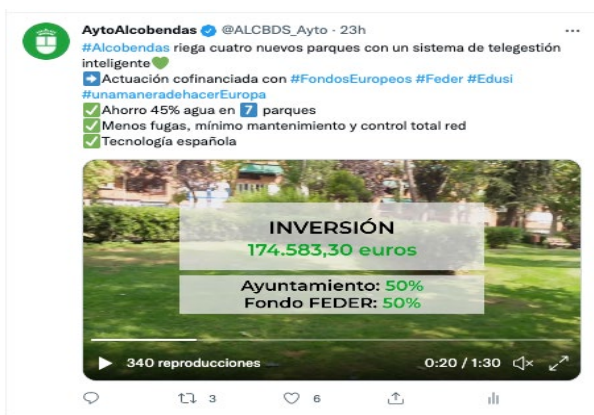 AytoAlcobendas @ALCBDS_Ayto · 23h
#Alcobendas riega cuatro nuevos parques con un sistema de telegestión
inteligente💚
➡️Actuación cofinanciada con #FondosEuropeos #Feder #Edusi
#unamaneradehacerEuropa
✅Ahorro 45% agua en 7️⃣ parques
✅Menos fugas, mínimo mantenimiento y control total red
✅Tecnología española
INVERSIÓN
174.583,30 euros
Ayuntamiento: 50%
Fondo FEDER: 50%
340 reproducciones
0:20 / 1:30
3
6